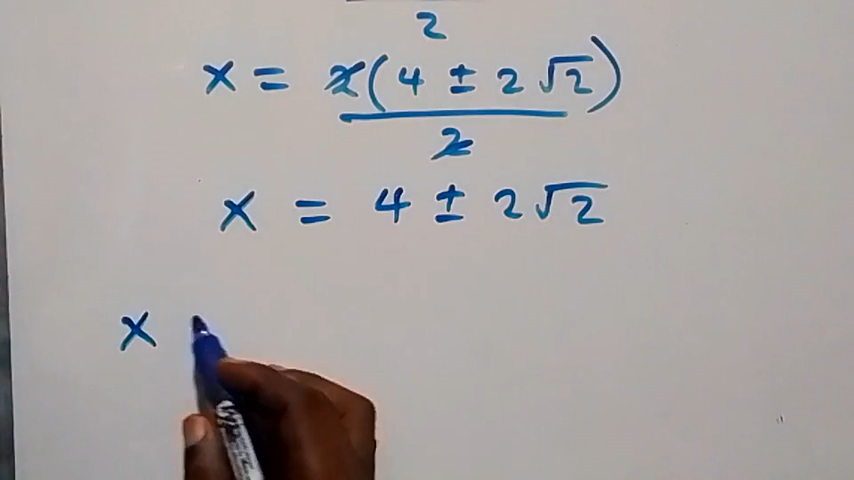 2
x = 2(4 ± 2√2)
2
x = 4 ± 2√2
x